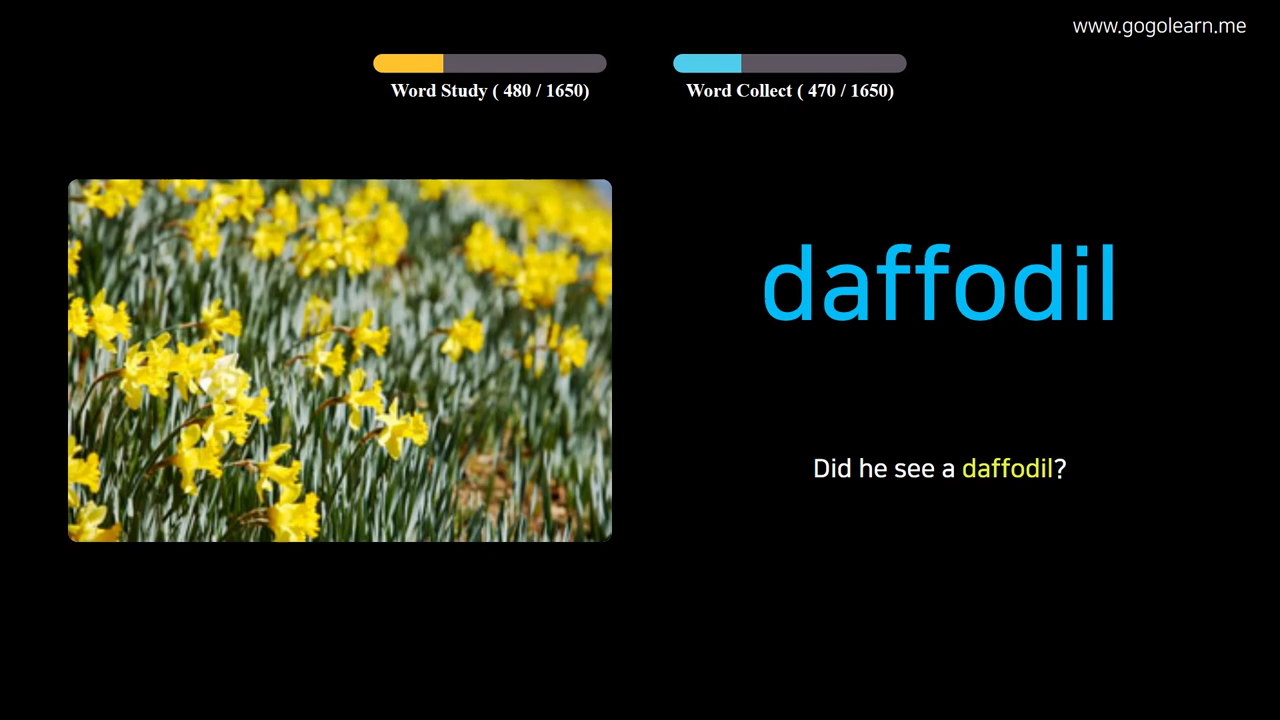 www.gogolearn.me
Word Study ( 480 / 1650)
Word Collect ( 470 / 1650)
daffodil
Did he see a daffodil?